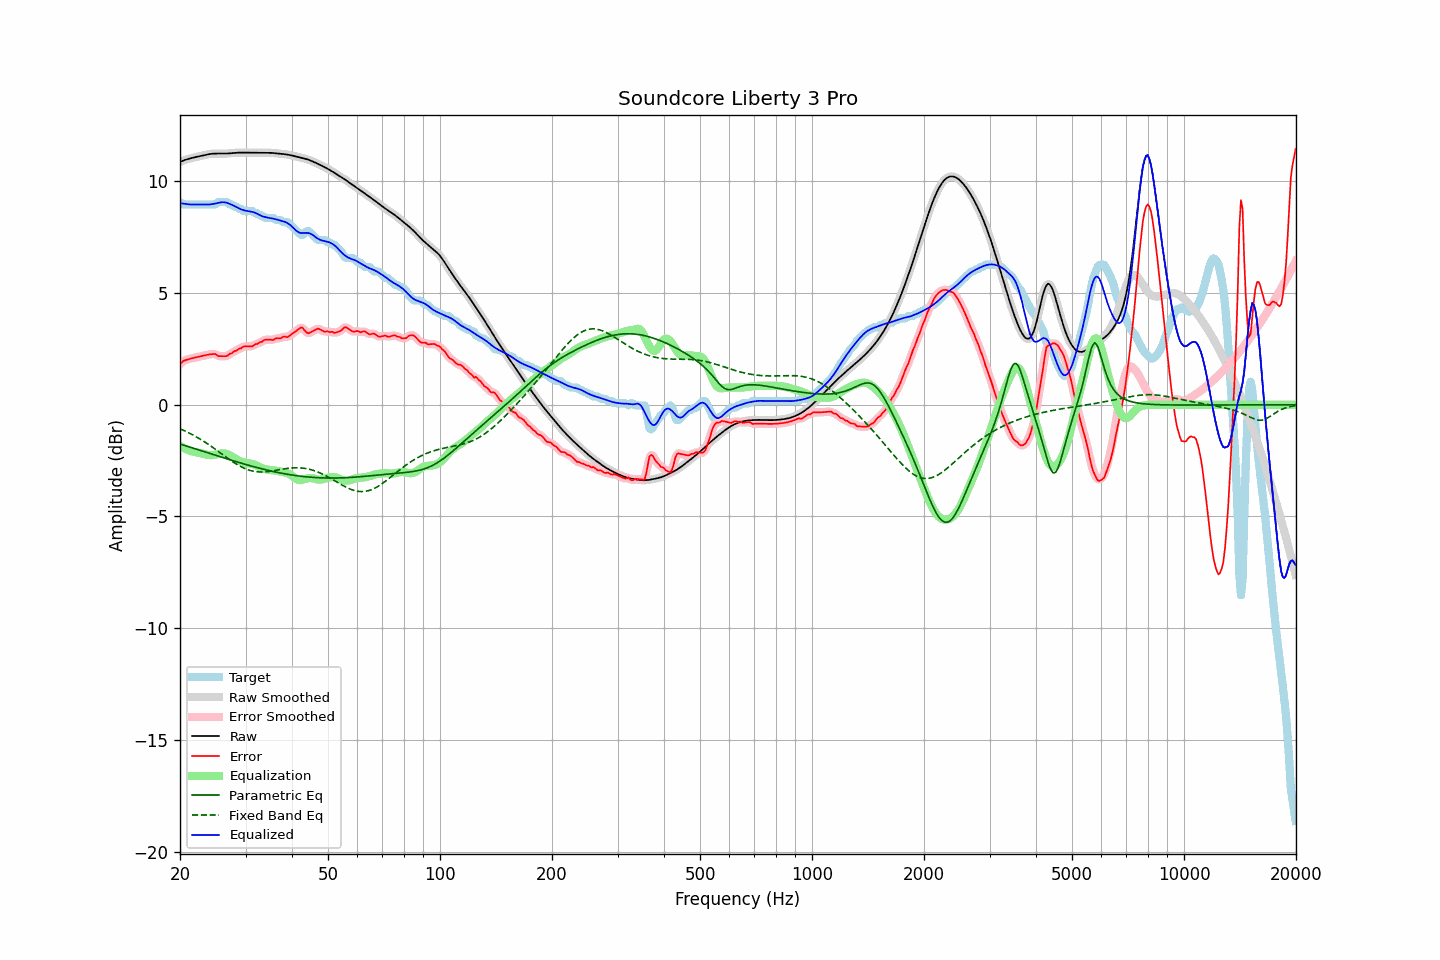 Soundcore Liberty 3 Pro
Amplitude (dBr)
10
5
0
−5
−10
−15
−20
Target
Raw Smoothed
Error Smoothed
Raw
Error
Equalization
Parametric Eq
Fixed Band Eq
Equalized
20 50 100 200 500 1000 2000 5000 10000 20000
Frequency (Hz)